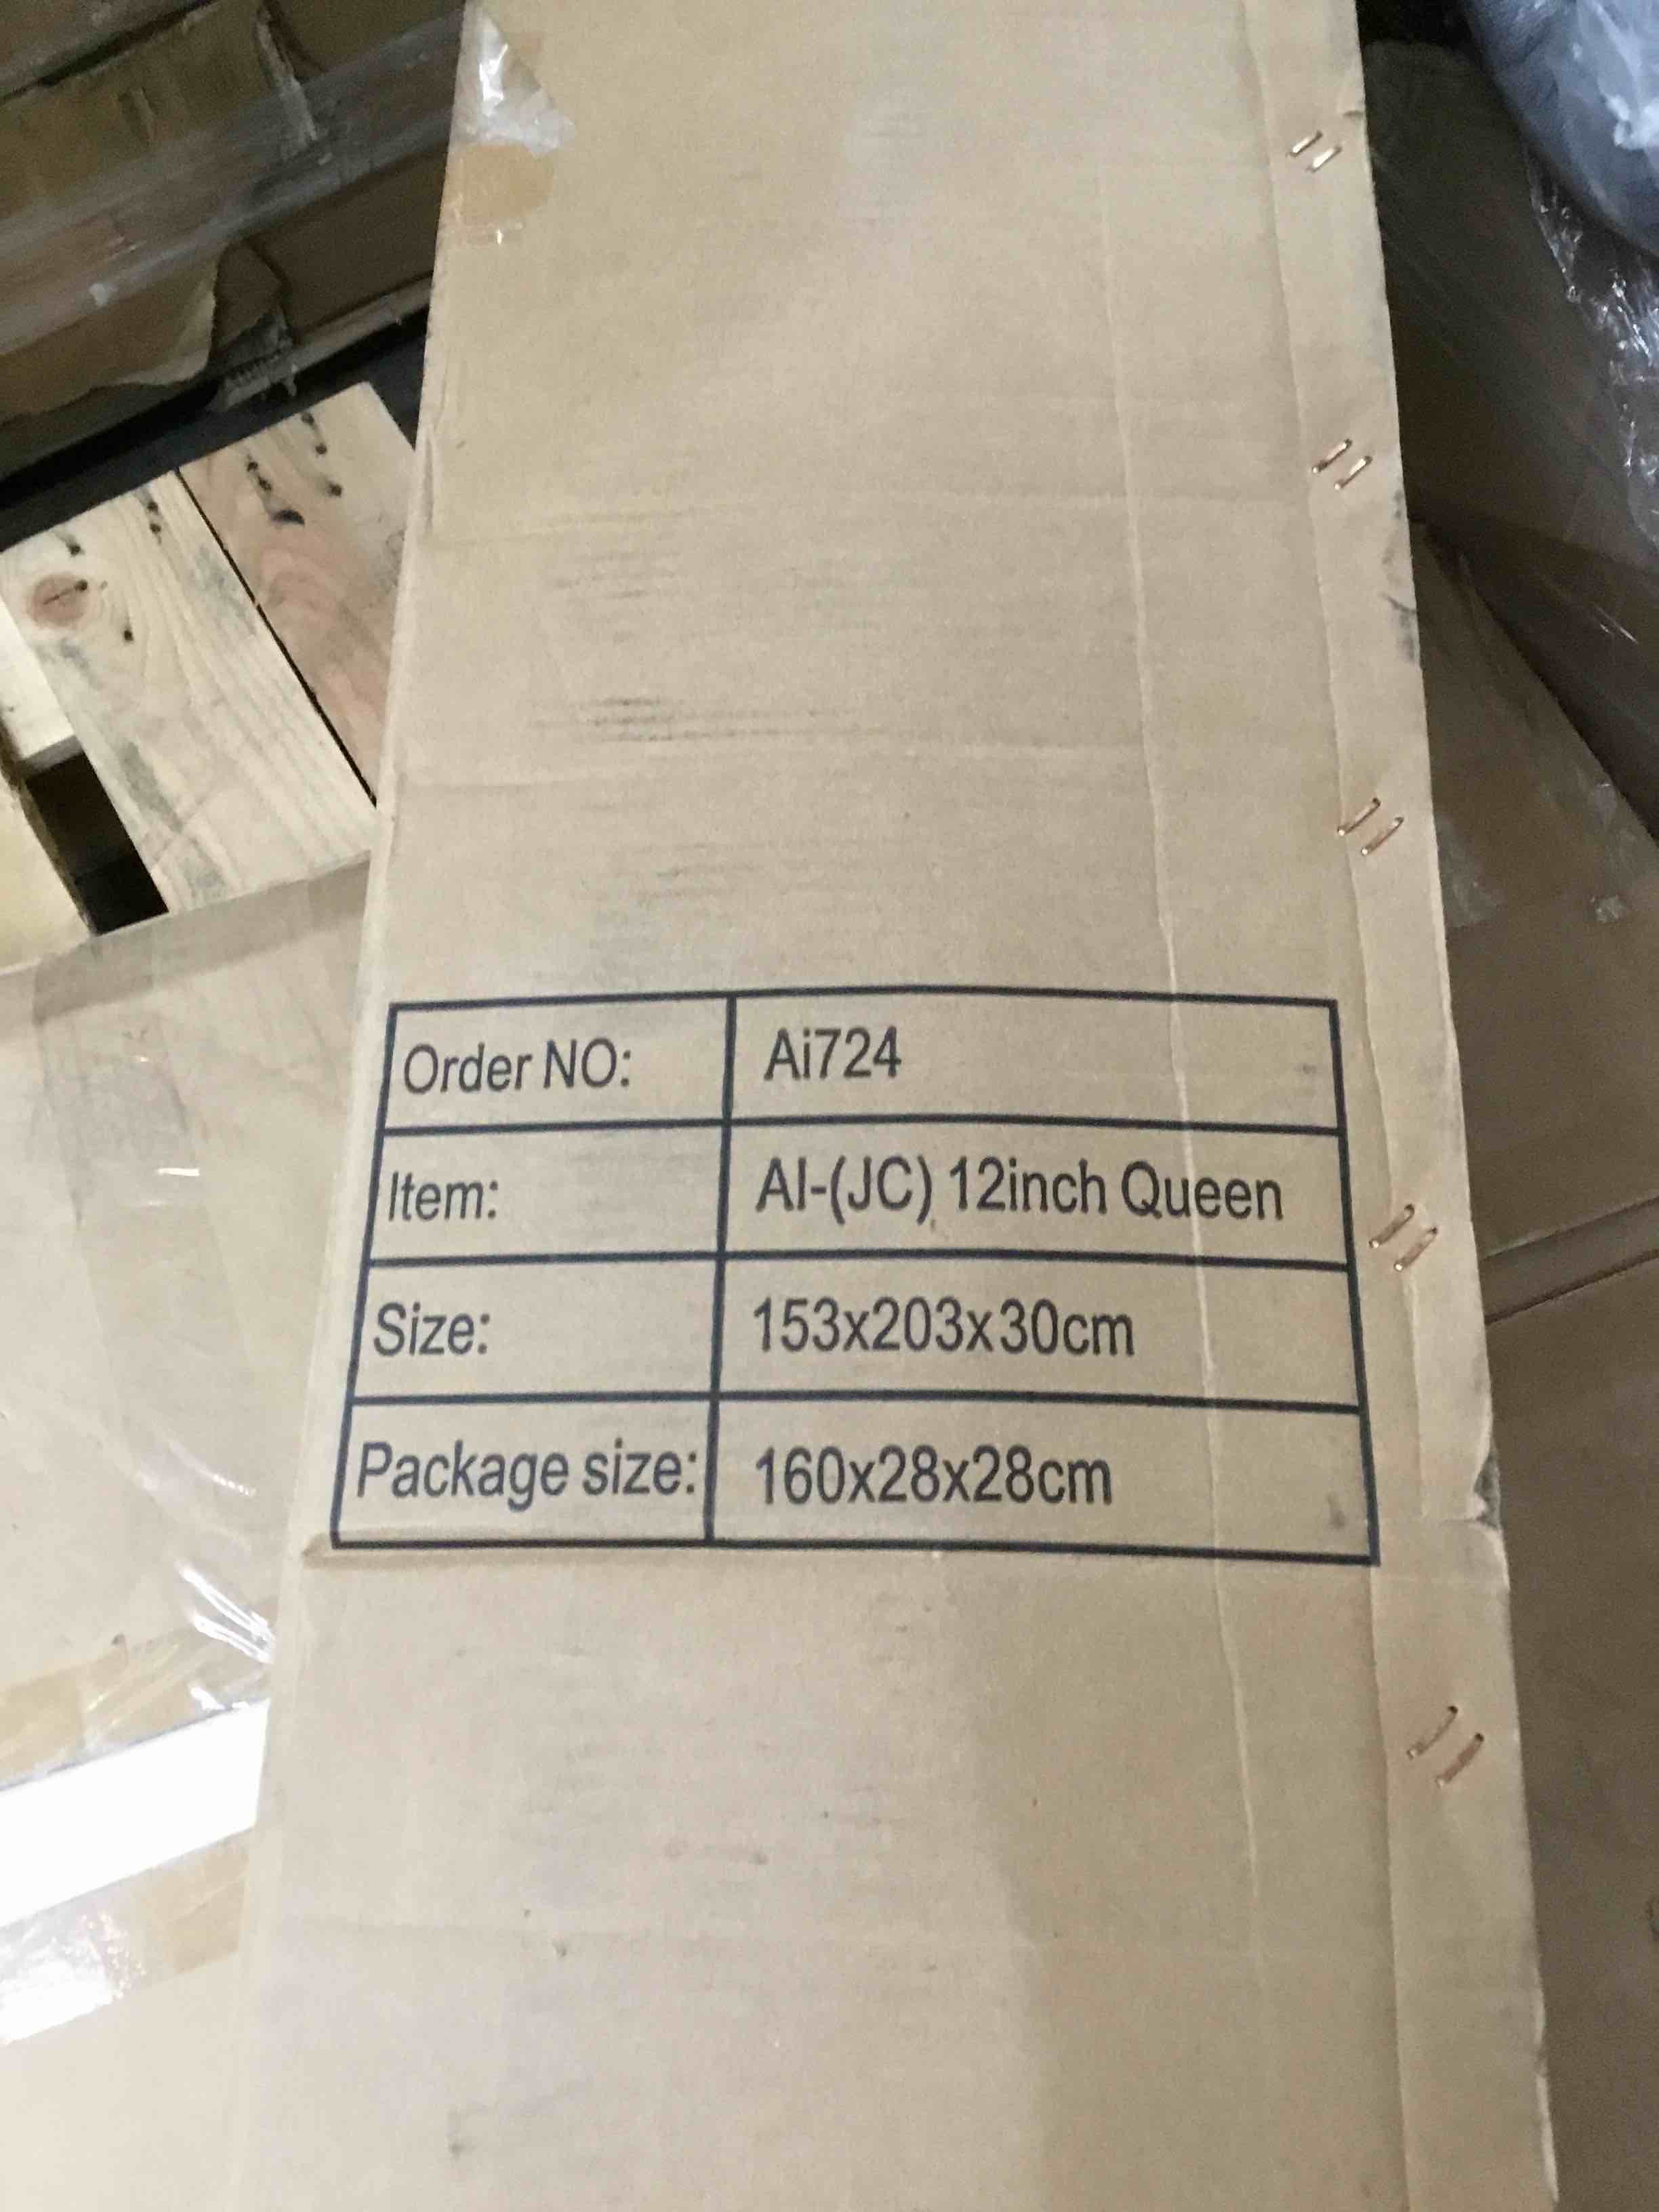 Order NO: Ai724
Item: AI-(JC) 12inch Queen
Size: 153x203x30cm
Package size: 160x28x28cm